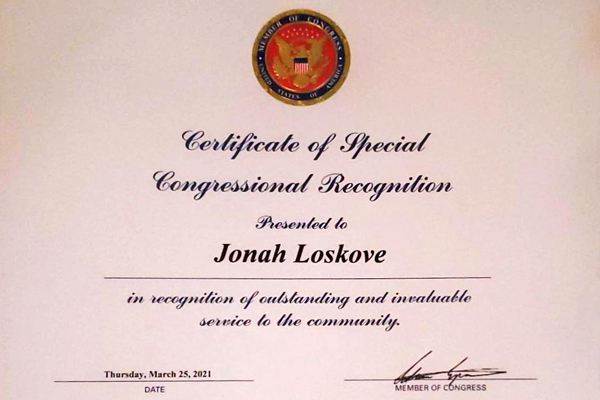 MEMBER OF CONGRESS
UNITED STATES OF AMERICA
Certificate of Special
Congressional Recognition
Presented to
Jonah Loskove
in recognition of outstanding and invaluable
service to the community.
Thursday, March 25, 2021
DATE
MEMBER OF CONGRESS